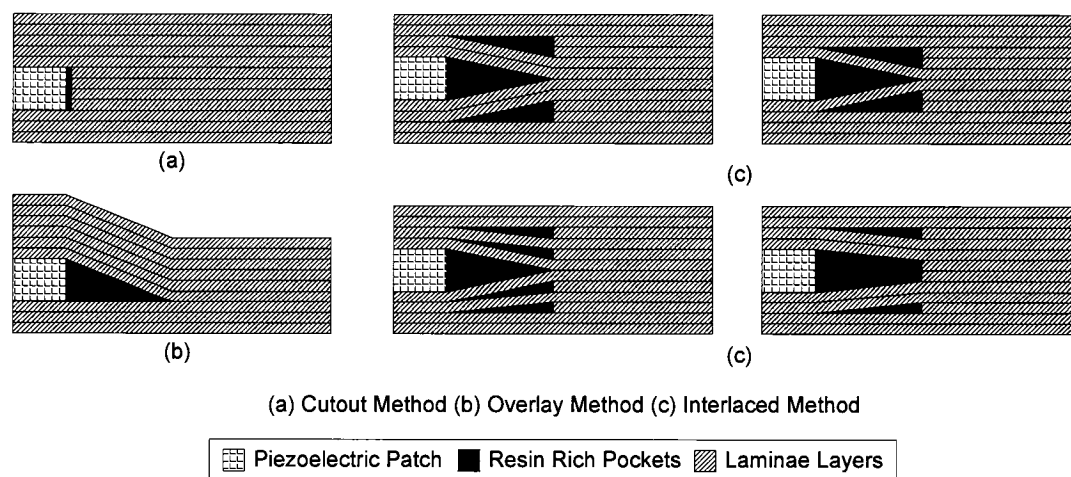 (a)
(c)
(b)
(c)
(a) Cutout Method (b) Overlay Method (c) Interlaced Method
Piezoelectric Patch Resin Rich Pockets Laminae Layers